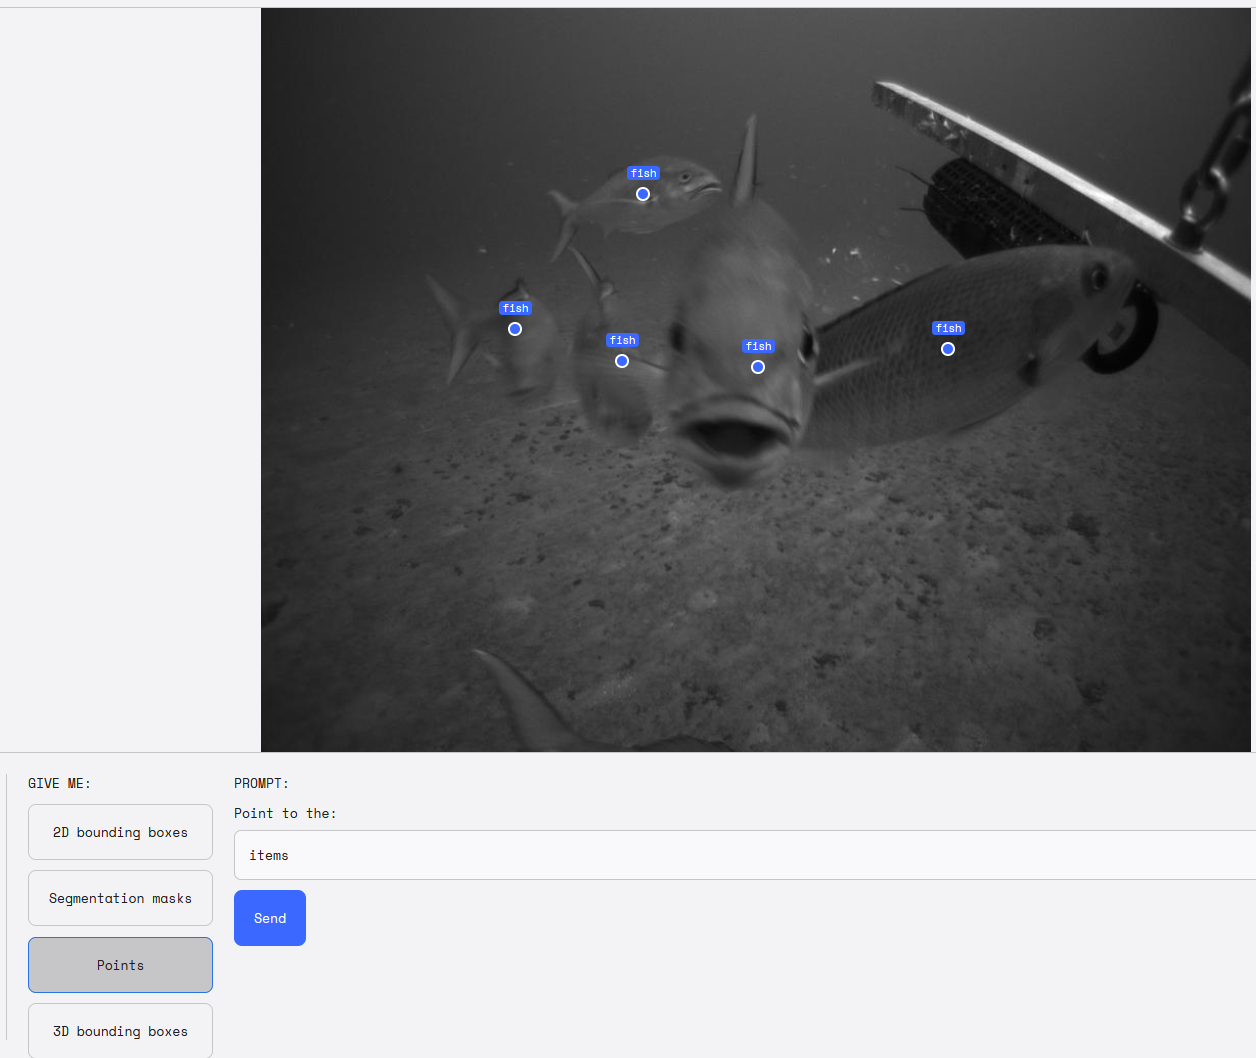 fish
fish
fish
fish
fish
GIVE ME:
2D bounding boxes
Segmentation masks
Points
3D bounding boxes
PROMPT:
Point to the:
items
Send